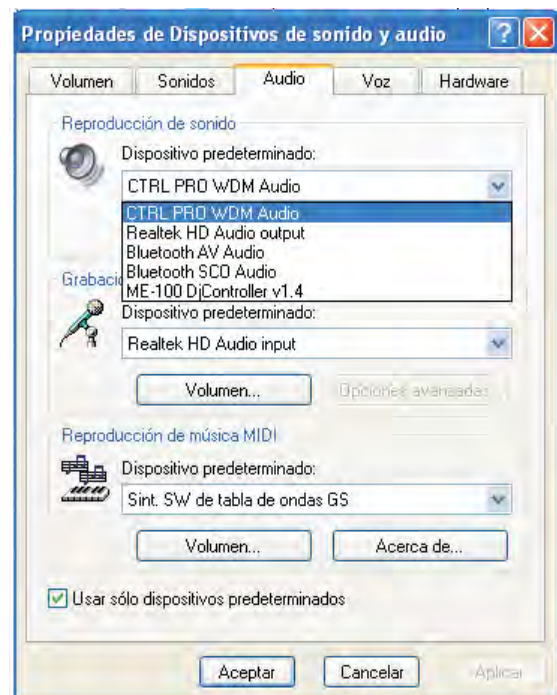 Propiedades de Dispositivos de sonido y audio
Volumen Sonidos Audio Voz Hardware
Reproducción de sonido
Dispositivo predeterminado:
CTRL PRO WDM Audio
CTRL PRO WDM Audio
Realtek HD Audio output
Bluetooth AV Audio
Bluetooth SCO Audio
ME-100 DjController v1.4
Grabaci
Dispositivo predeterminado:
Realtek HD Audio input
Volumen... Opciones avanzadas...
Reproducción de música MIDI
Dispositivo predeterminado:
Sint. SW de tabla de ondas GS
Volumen... Acerca de...
Usar sólo dispositivos predeterminados
Aceptar Cancelar Aplicar